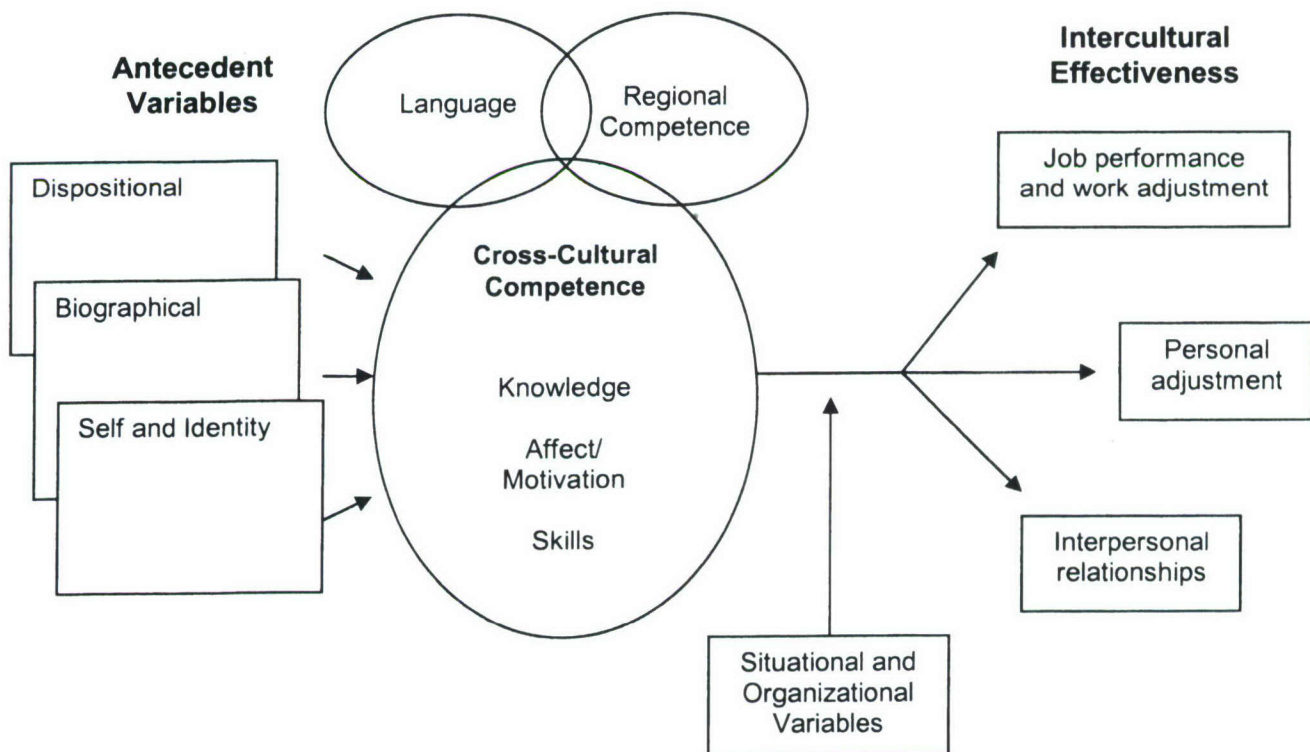 Antecedent
Variables
Dispositional
Biographical
Self and Identity
Language
Regional
Competence
Cross-Cultural
Competence
Knowledge
Affect/
Motivation
Skills
Situational and
Organizational
Variables
Intercultural
Effectiveness
Job performance
and work adjustment
Personal
adjustment
Interpersonal
relationships